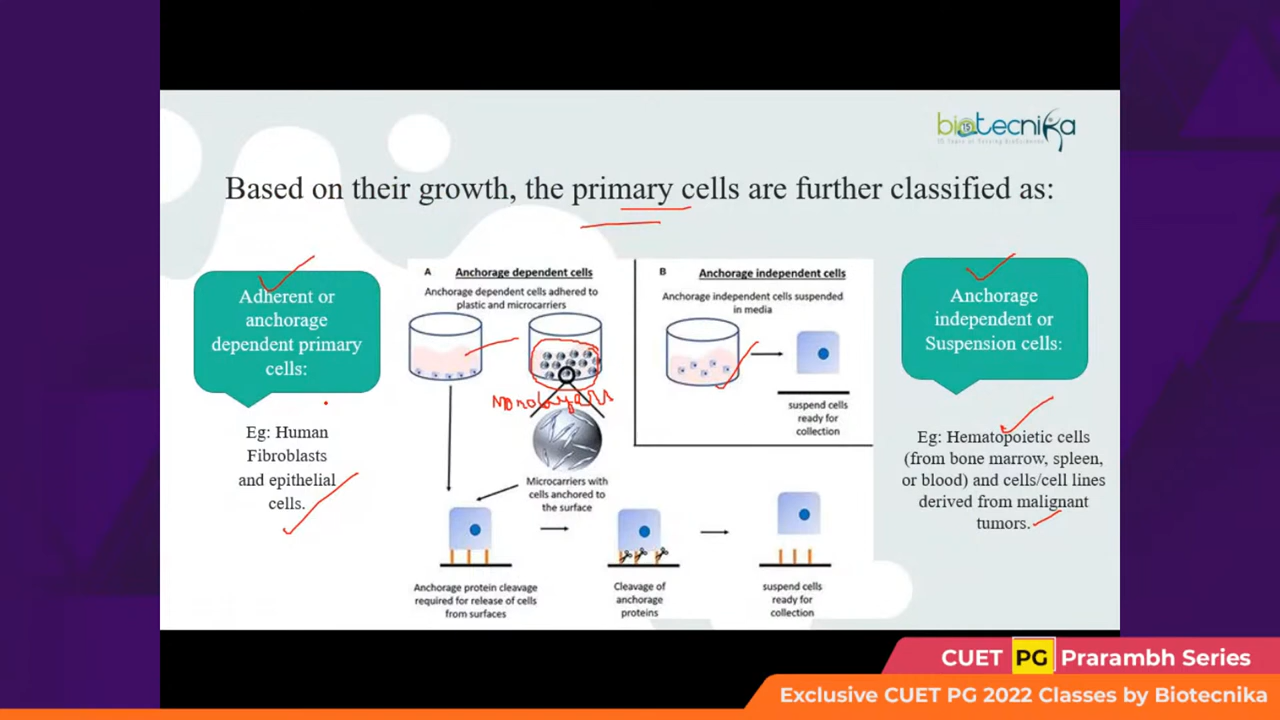 biotecnika
Based on their growth, the primary cells are further classified as:
Adherent or
anchorage
dependent primary
cells:
Eg: Human
Fibroblasts
and epithelial
cells.
A Anchorage dependent cells
Anchorage dependent cells adhered to
plastic and microcarriers
Monolayers
Microcarriers with
cells anchored to
the surface
Anchorage protein cleavage
required for release of cells
from surfaces
Cleavage of
anchorage
proteins
suspend cells
ready for
collection
B Anchorage independent cells
Anchorage independent cells suspended
in media
suspend cells
ready for
collection
Anchorage
independent or
Suspension cells:
Eg: Hematopoietic cells
(from bone marrow, spleen,
or blood) and cells/cell lines
derived from malignant
tumors.
CUET PG Prarambh Series
Exclusive CUET PG 2022 Classes by Biotecnika